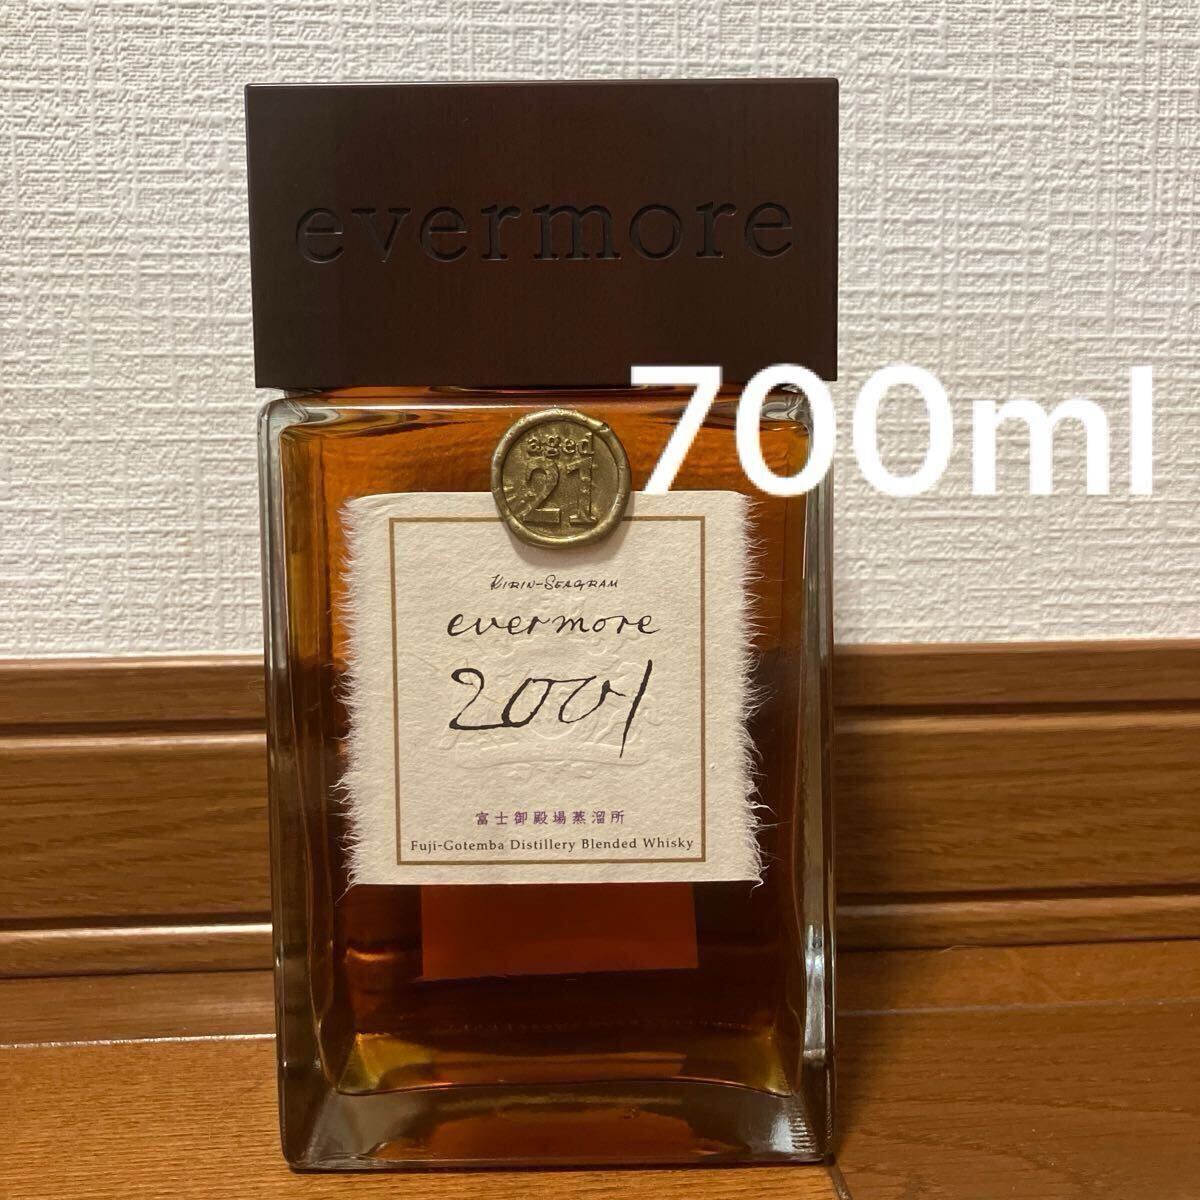 evermore
700ml
aged
21
KIRIN-SEAGRAM
evermore
2001
富士御殿場蒸溜所
Fuji-Gotemba Distillery Blended Whisky